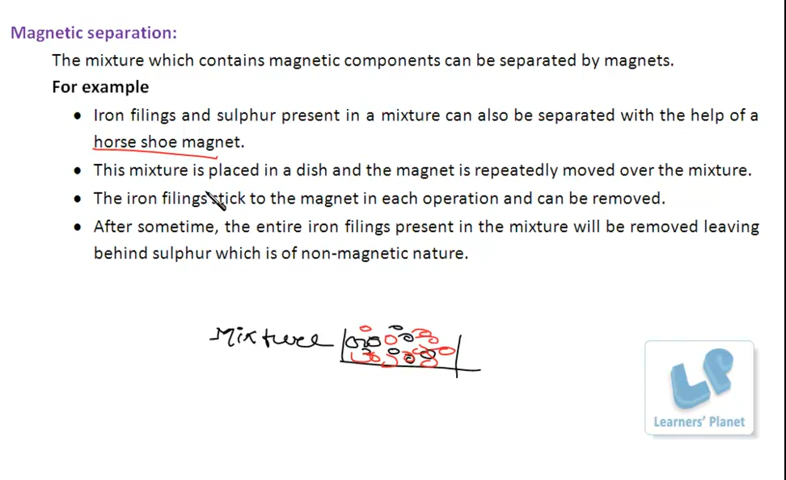 Magnetic separation:
The mixture which contains magnetic components can be separated by magnets.
For example
• Iron filings and sulphur present in a mixture can also be separated with the help of a
horse shoe magnet.
• This mixture is placed in a dish and the magnet is repeatedly moved over the mixture.
• The iron filings stick to the magnet in each operation and can be removed.
• After sometime, the entire iron filings present in the mixture will be removed leaving
behind sulphur which is of non-magnetic nature.
Mixture
LP
Learners' Planet